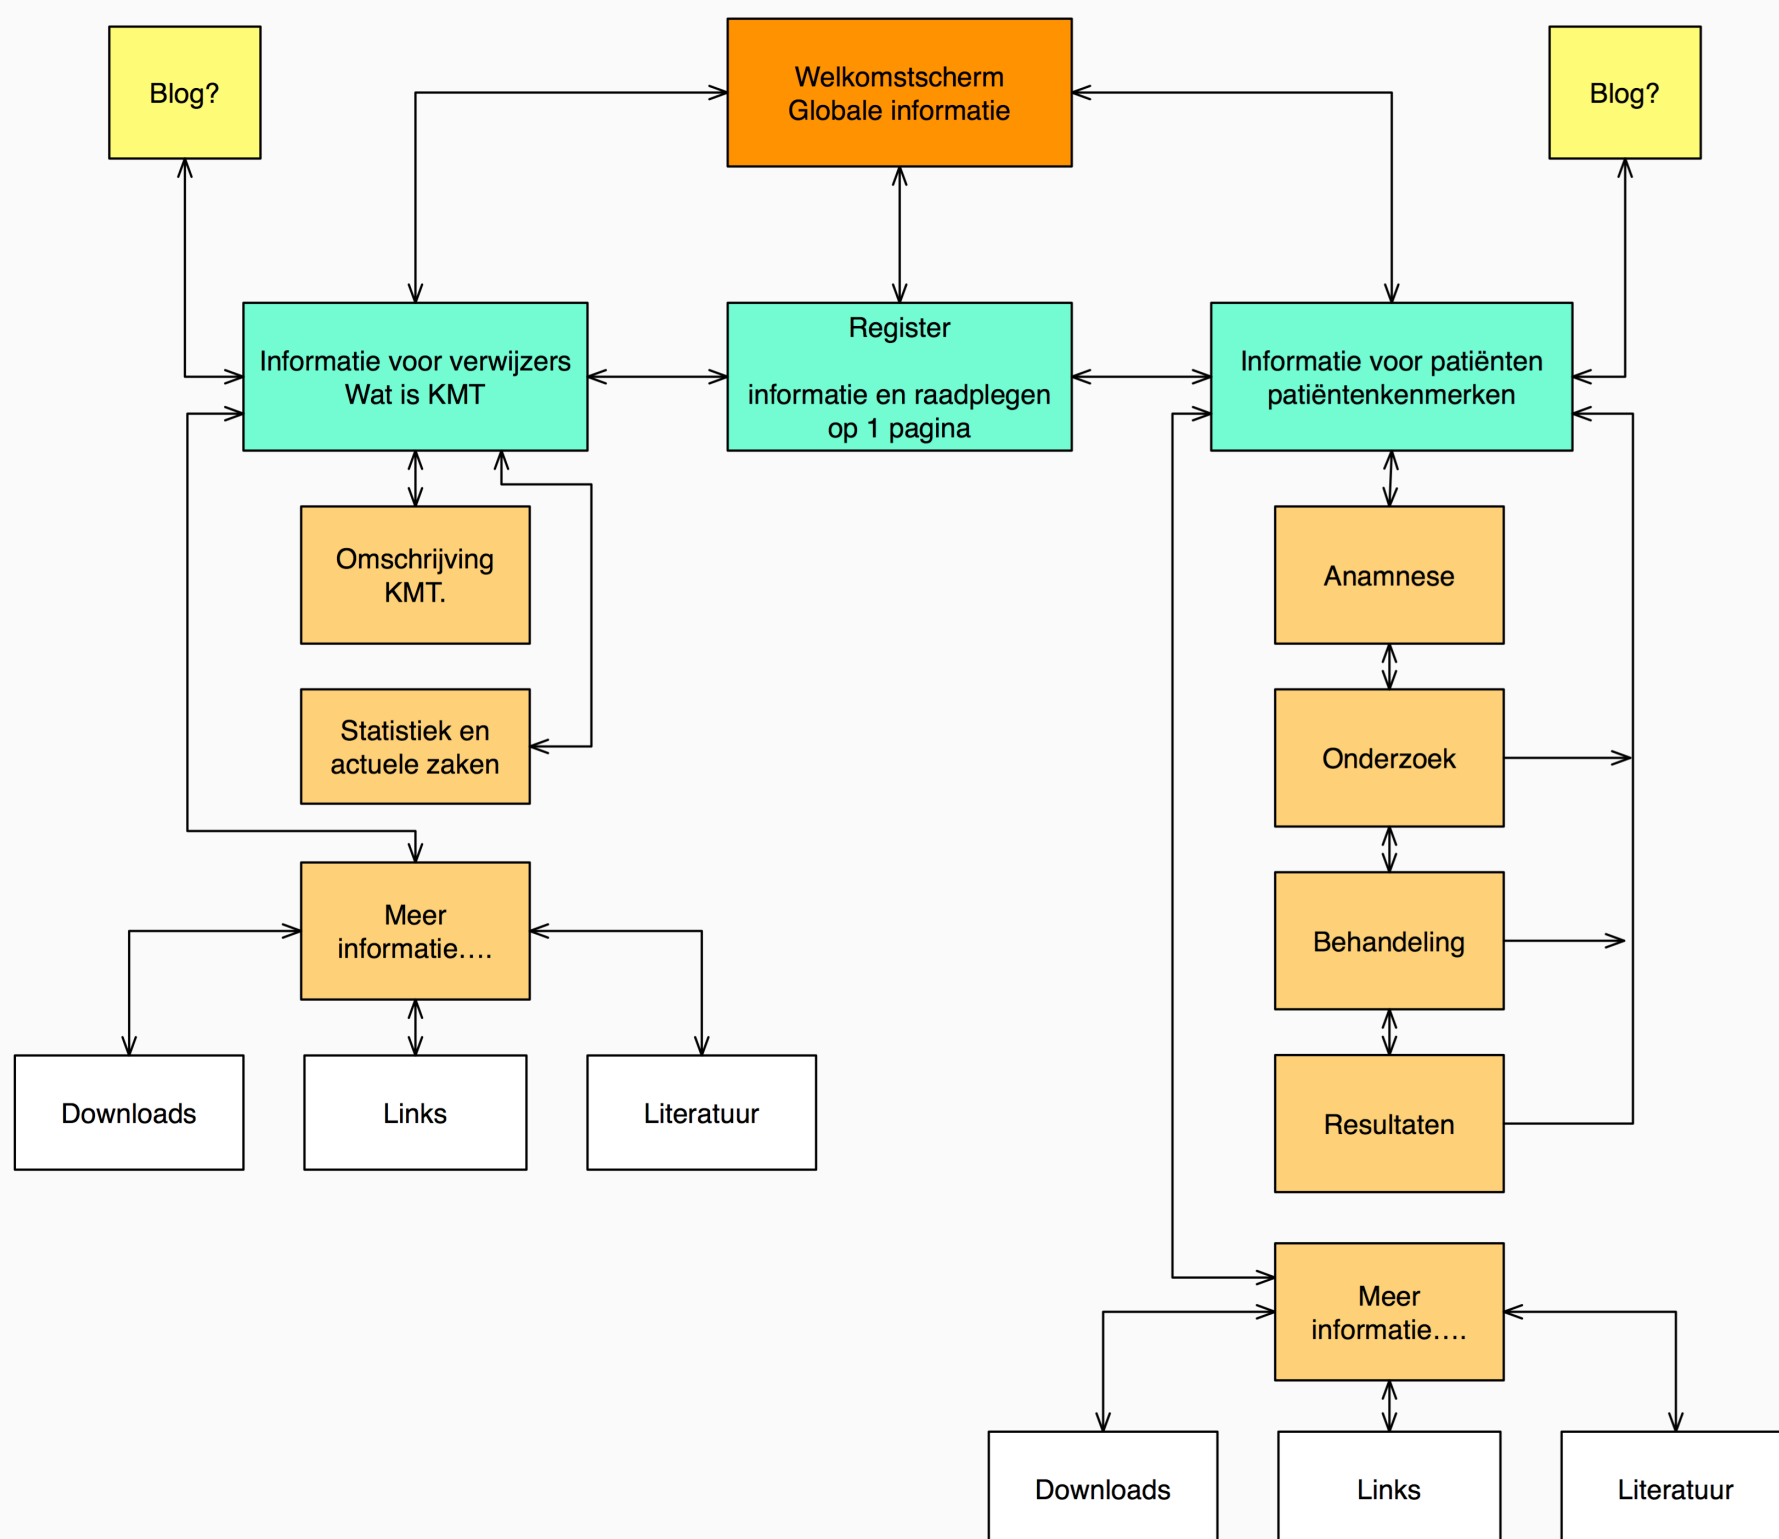 Blog?
Welkomstscherm
Globale informatie
Blog?
Informatie voor verwijzers
Wat is KMT
Register
informatie en raadplegen
op 1 pagina
Informatie voor patiënten
patiëntenkenmerken
Omschrijving
KMT.
Statistiek en
actuele zaken
Meer
informatie....
Downloads
Links
Literatuur
Anamnese
Onderzoek
Behandeling
Resultaten
Meer
informatie....
Downloads
Links
Literatuur